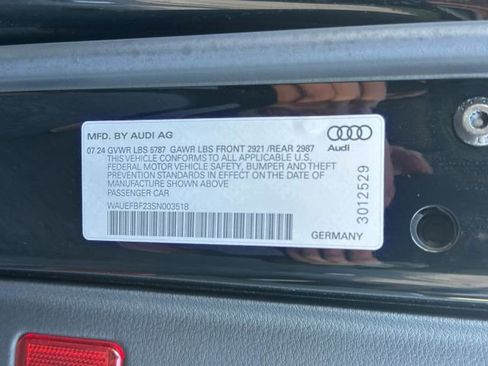 MFD. BY AUDI AG
Audi
07 24 GVWR LBS 5787 GAWR LBS FRONT 2921 /REAR 2987
THIS VEHICLE CONFORMS TO ALL APPLICABLE U.S.
FEDERAL MOTOR VEHICLE SAFETY, BUMPER AND THEFT
PREVENTION STANDARDS IN EFFECT ON THE DATE OF
MANUFACTURE SHOWN ABOVE
PASSENGER CAR
WAUEFBF23SN003518
GERMANY
3012529